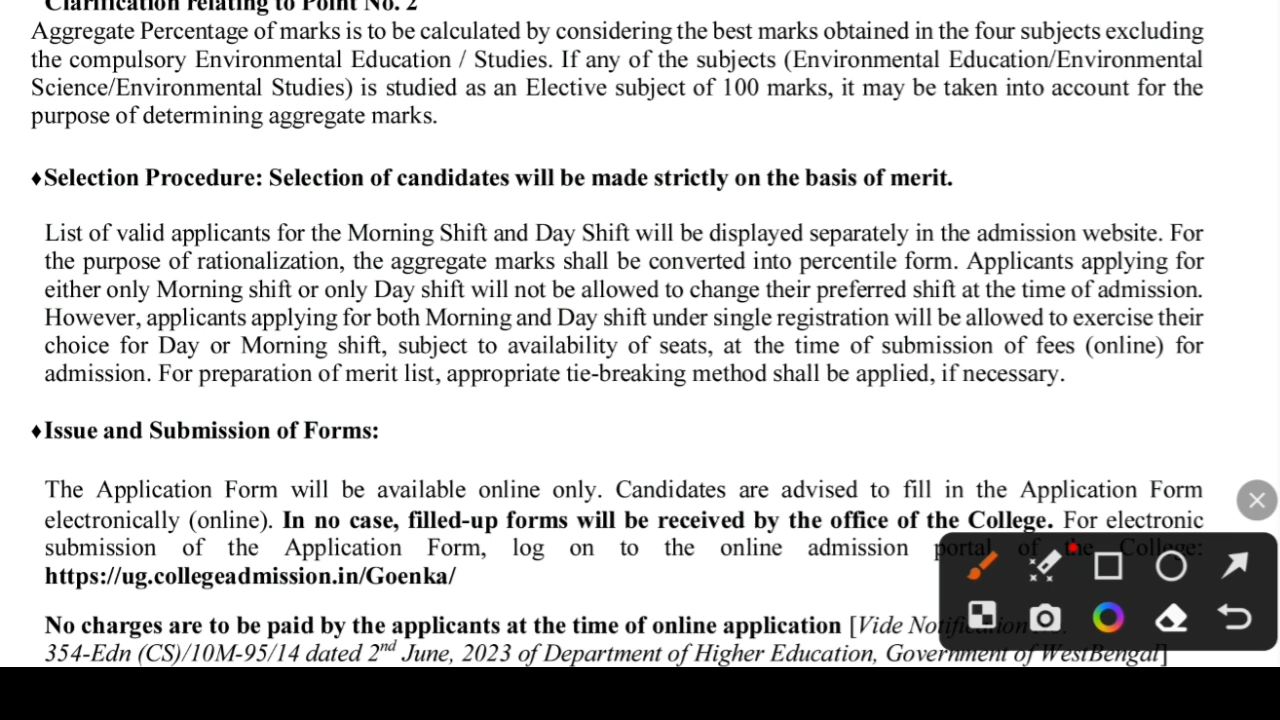 Clarification relating to Point No. 2
Aggregate Percentage of marks is to be calculated by considering the best marks obtained in the four subjects excluding
the compulsory Environmental Education / Studies. If any of the subjects (Environmental Education/Environmental
Science/Environmental Studies) is studied as an Elective subject of 100 marks, it may be taken into account for the
purpose of determining aggregate marks.
♦Selection Procedure: Selection of candidates will be made strictly on the basis of merit.
List of valid applicants for the Morning Shift and Day Shift will be displayed separately in the admission website. For
the purpose of rationalization, the aggregate marks shall be converted into percentile form. Applicants applying for
either only Morning shift or only Day shift will not be allowed to change their preferred shift at the time of admission.
However, applicants applying for both Morning and Day shift under single registration will be allowed to exercise their
choice for Day or Morning shift, subject to availability of seats, at the time of submission of fees (online) for
admission. For preparation of merit list, appropriate tie-breaking method shall be applied, if necessary.
♦Issue and Submission of Forms:
The Application Form will be available online only. Candidates are advised to fill in the Application Form
electronically (online). In no case, filled-up forms will be received by the office of the College. For electronic
submission of the Application Form, log on to the online admission portal of the College:
https://ug.collegeadmission.in/Goenka/
No charges are to be paid by the applicants at the time of online application [Vide Notification
354-Edn (CS)/10M-95/14 dated 2nd June, 2023 of Department of Higher Education, Government of WestBengal]